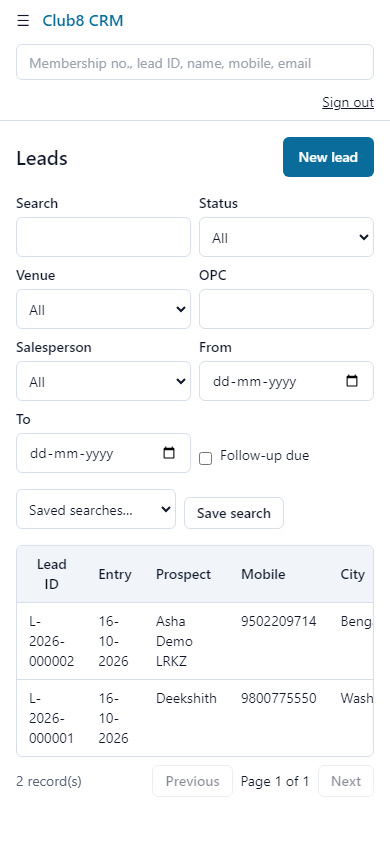 ☰ Club8 CRM
Membership no., lead ID, name, mobile, email
Sign out
Leads
New lead
Search Status
All
Venue OPC
All
Salesperson From
All dd-mm-yyyy
To
dd-mm-yyyy Follow-up due
Saved searches... Save search
Lead ID Entry Prospect Mobile City
L-2026-000002 16-10-2026 Asha Demo LRKZ 9502209714 Beng
L-2026-000001 16-10-2026 Deekshith 9800775550 Wash
2 record(s) Previous Page 1 of 1 Next